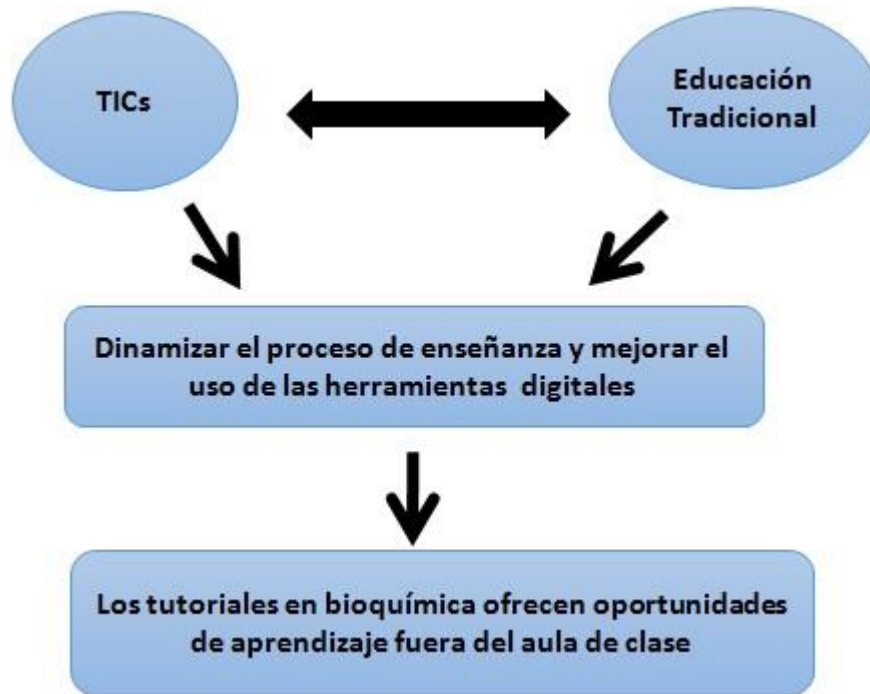 TICs
Educación
Tradicional
Dinamizar el proceso de enseñanza y mejorar el
uso de las herramientas digitales
Los tutoriales en bioquímica ofrecen oportunidades
de aprendizaje fuera del aula de clase